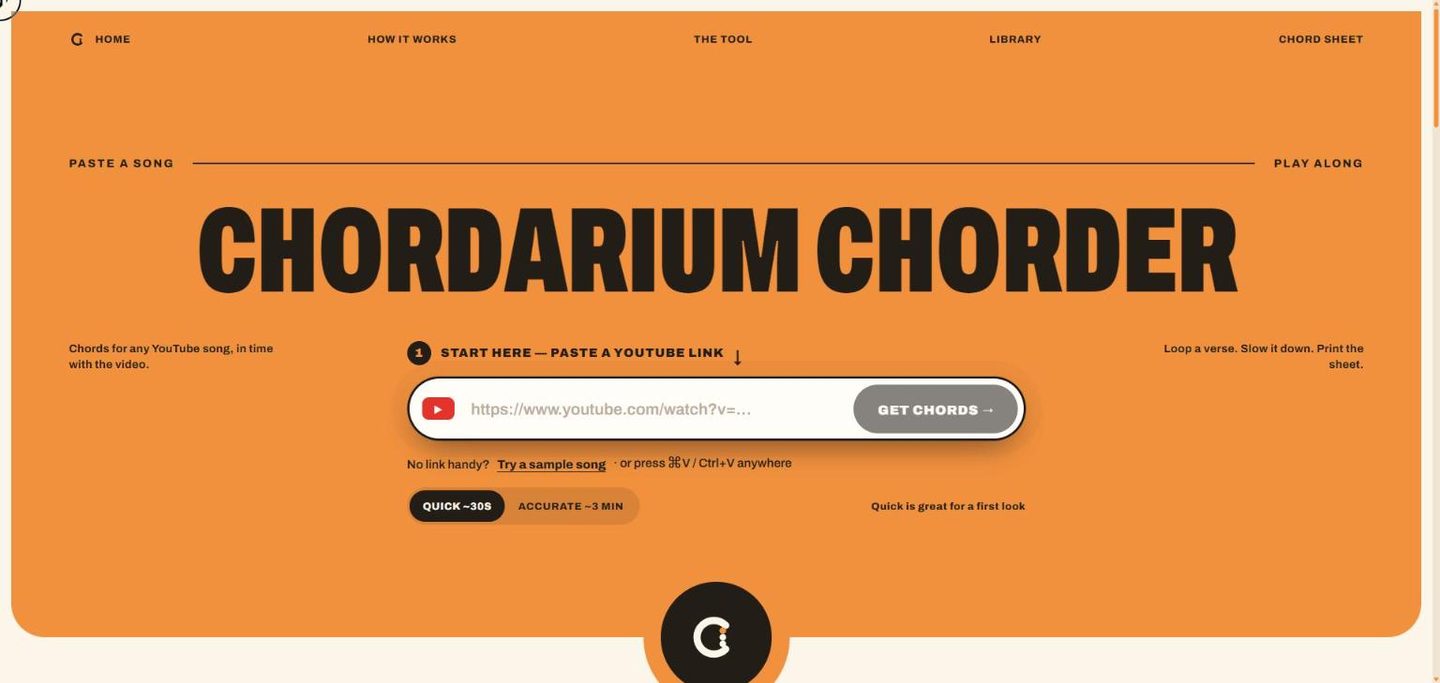 HOME
HOW IT WORKS
THE TOOL
LIBRARY
CHORD SHEET
PASTE A SONG
PLAY ALONG
CHORDARIUM CHORDER
Chords for any YouTube song, in time
with the video.
1 START HERE — PASTE A YOUTUBE LINK ↓
Loop a verse. Slow it down. Print the
sheet.
https://www.youtube.com/watch?v=...
GET CHORDS →
No link handy? Try a sample song · or press ⌘V / Ctrl+V anywhere
QUICK ~30S
ACCURATE ~3 MIN
Quick is great for a first look